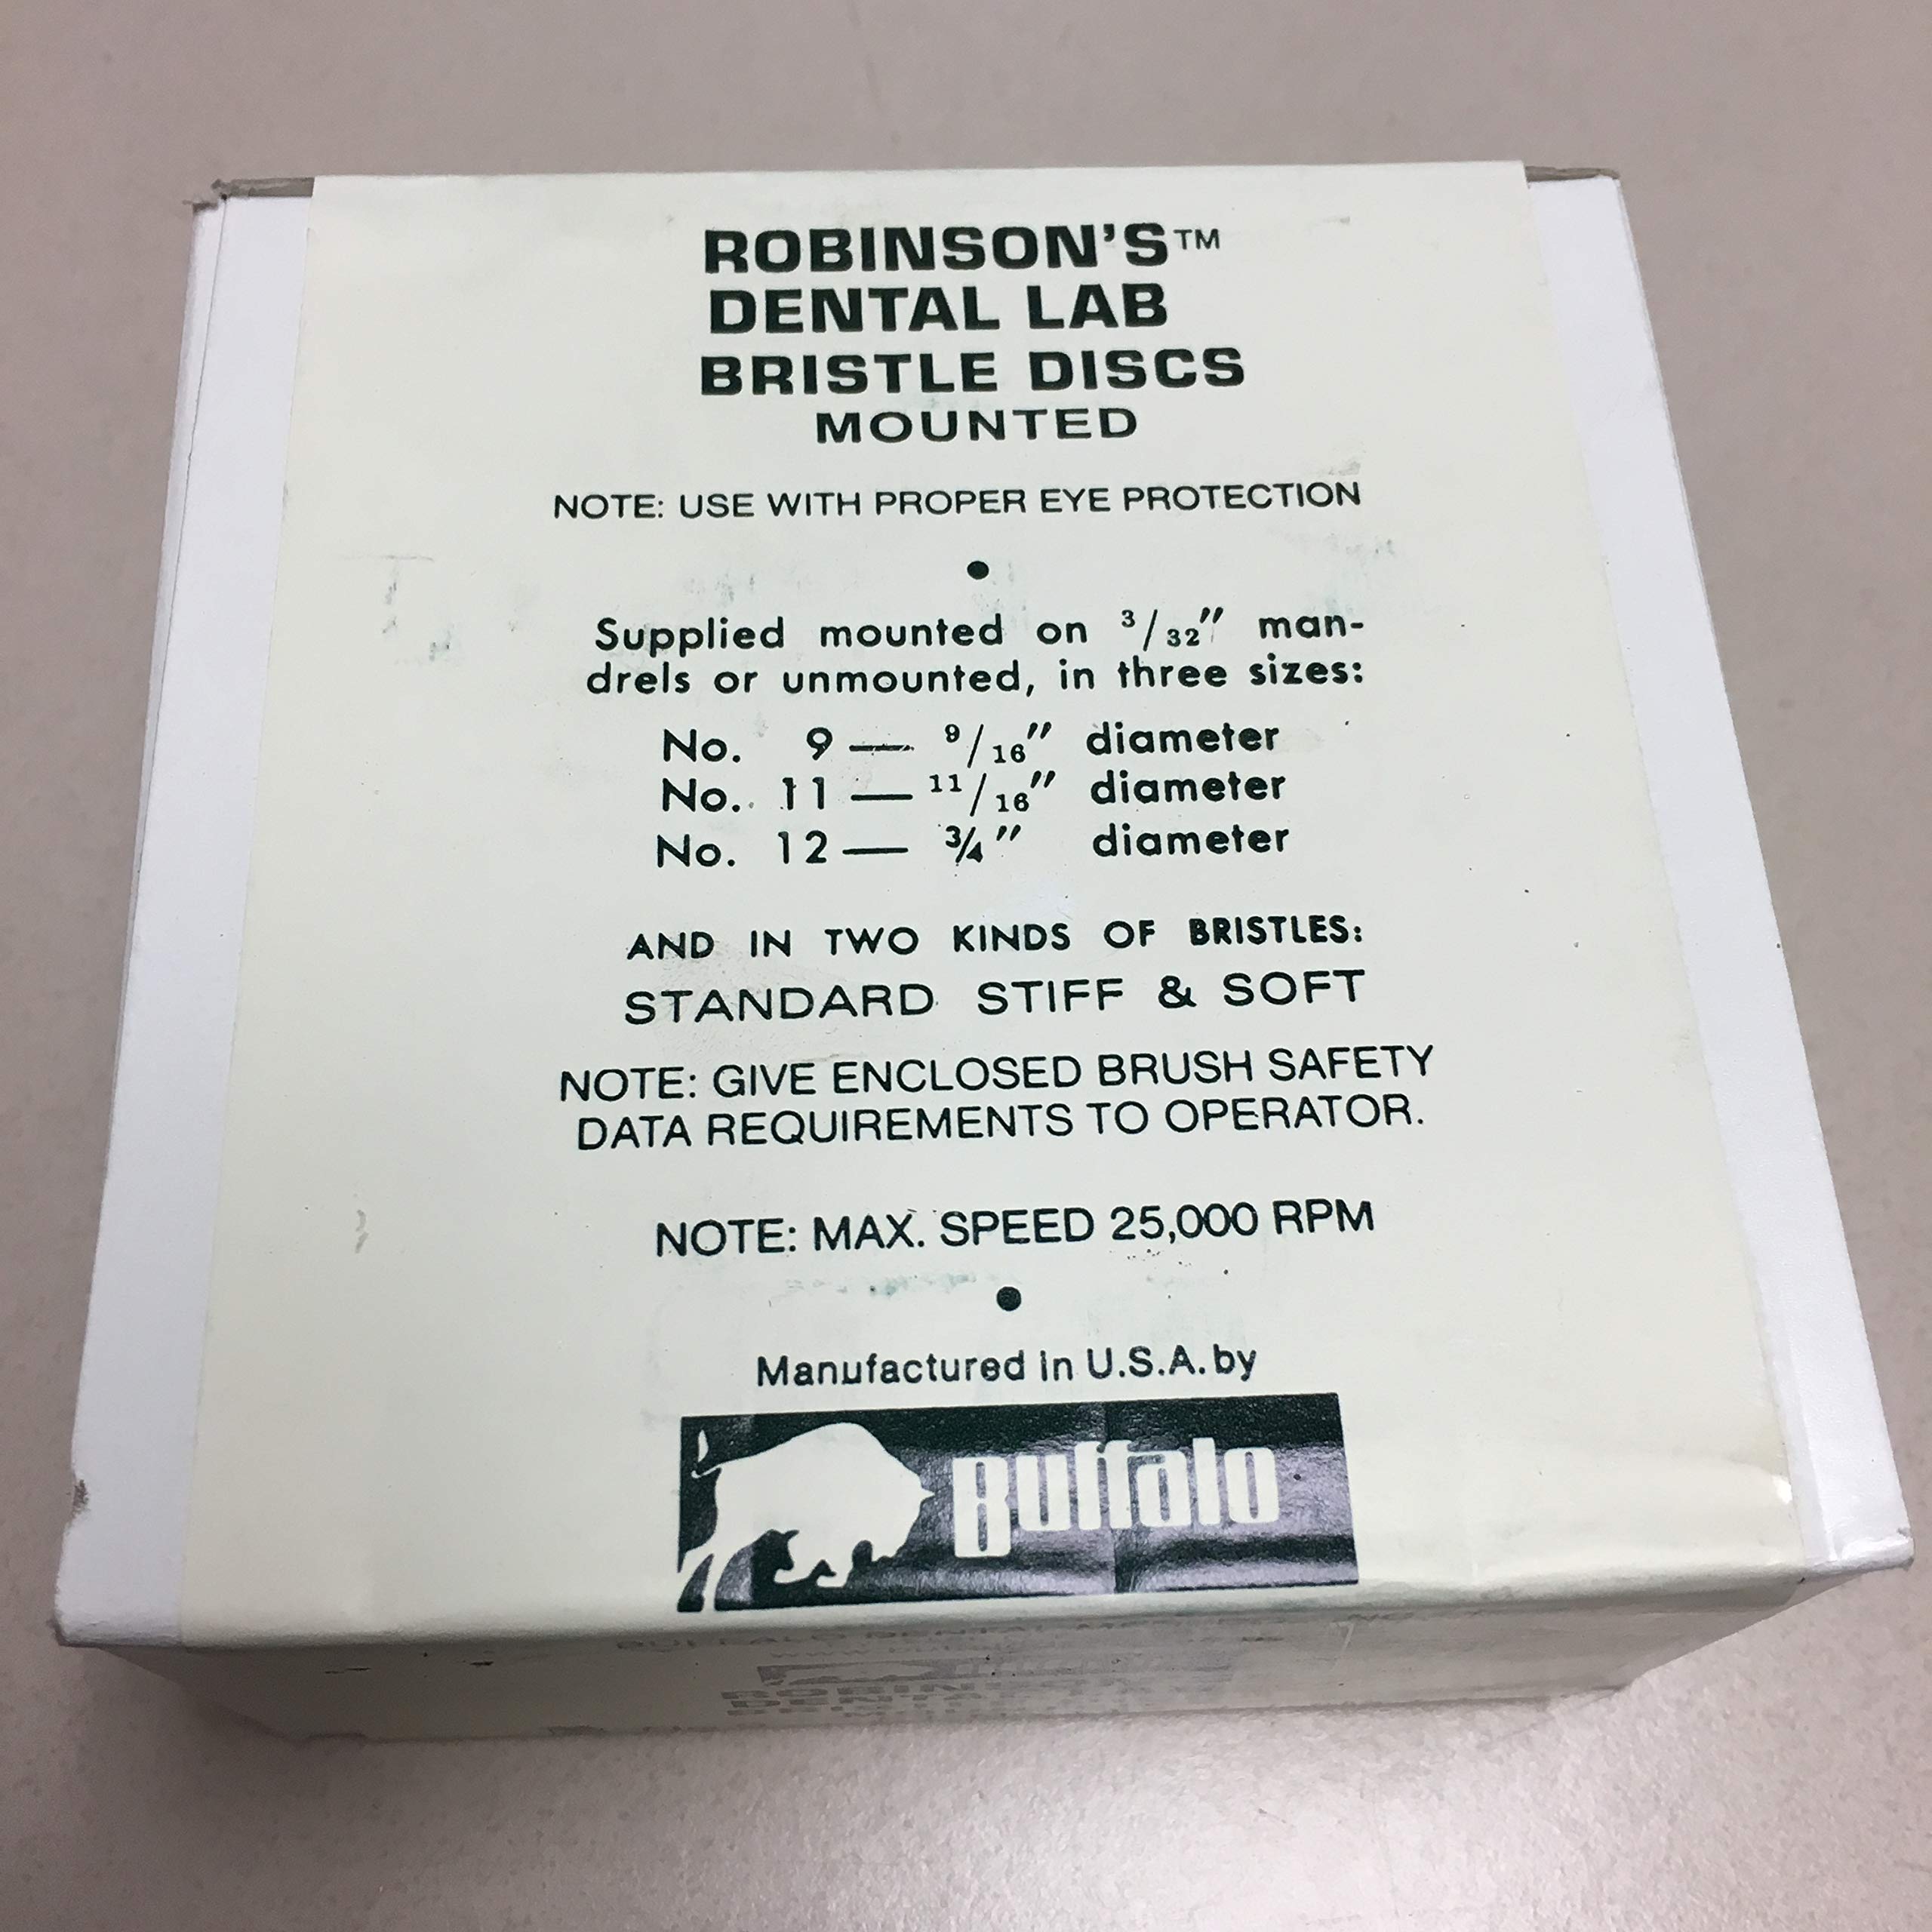 ROBINSON'S™
DENTAL LAB
BRISTLE DISCS
MOUNTED
NOTE: USE WITH PROPER EYE PROTECTION
Supplied mounted on 3/32" man-
drels or unmounted, in three sizes:
No. 9 — 9/16" diameter
No. 11 — 11/16" diameter
No. 12 — 3/4" diameter
AND IN TWO KINDS OF BRISTLES:
STANDARD STIFF & SOFT
NOTE: GIVE ENCLOSED BRUSH SAFETY
DATA REQUIREMENTS TO OPERATOR.
NOTE: MAX. SPEED 25,000 RPM
Manufactured in U.S.A. by
Buffalo